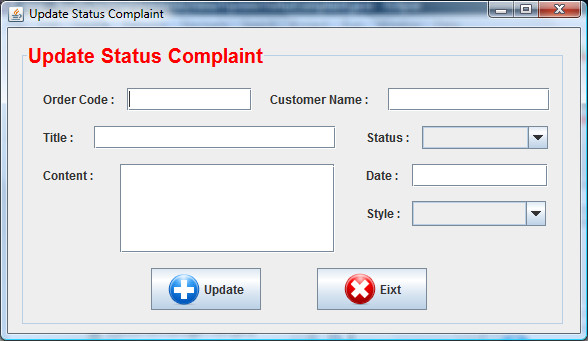 Update Status Complaint
Update Status Complaint
Order Code :
Customer Name :
Title :
Status :
Content :
Date :
Style :
Update
Eixt